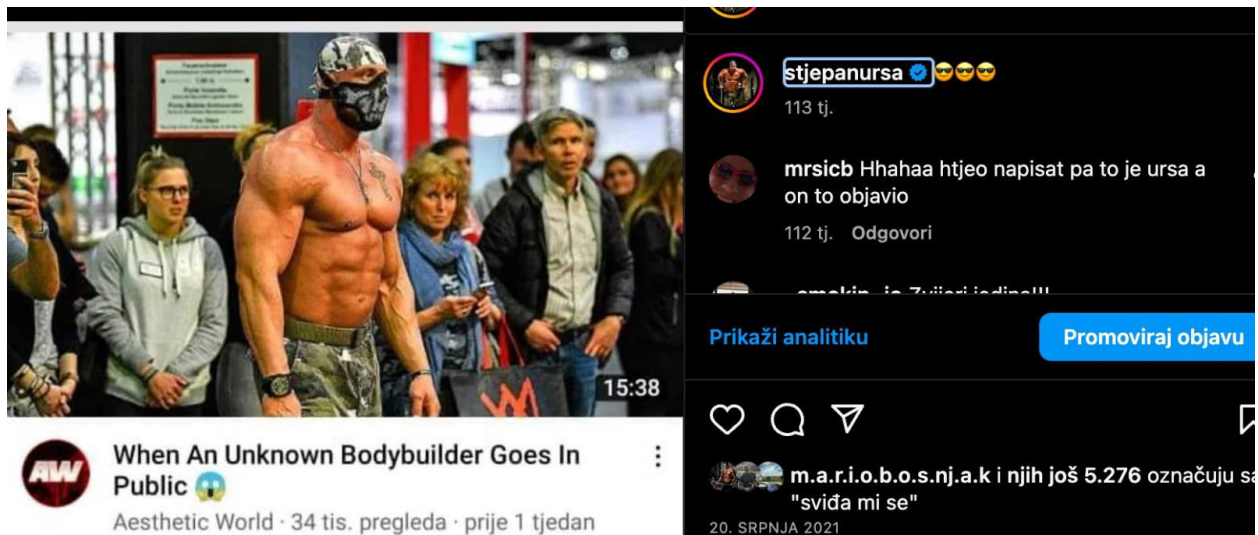 AW
When An Unknown Bodybuilder Goes In
Public 😱
Aesthetic World · 34 tis. pregleda · prije 1 tjedan
15:38
stjepanursa 😎😎😎
113 tj.
mrsicb Hhahaa htjeo napisat pa to je ursa a
on to objavio
112 tj. Odgovori
Prikaži analitiku
Promoviraj objavu
m.a.r.i.o.b.o.s.nj.a.k i njih još 5.276 označuju sa
"sviđa mi se"
20. SRPNJA 2021